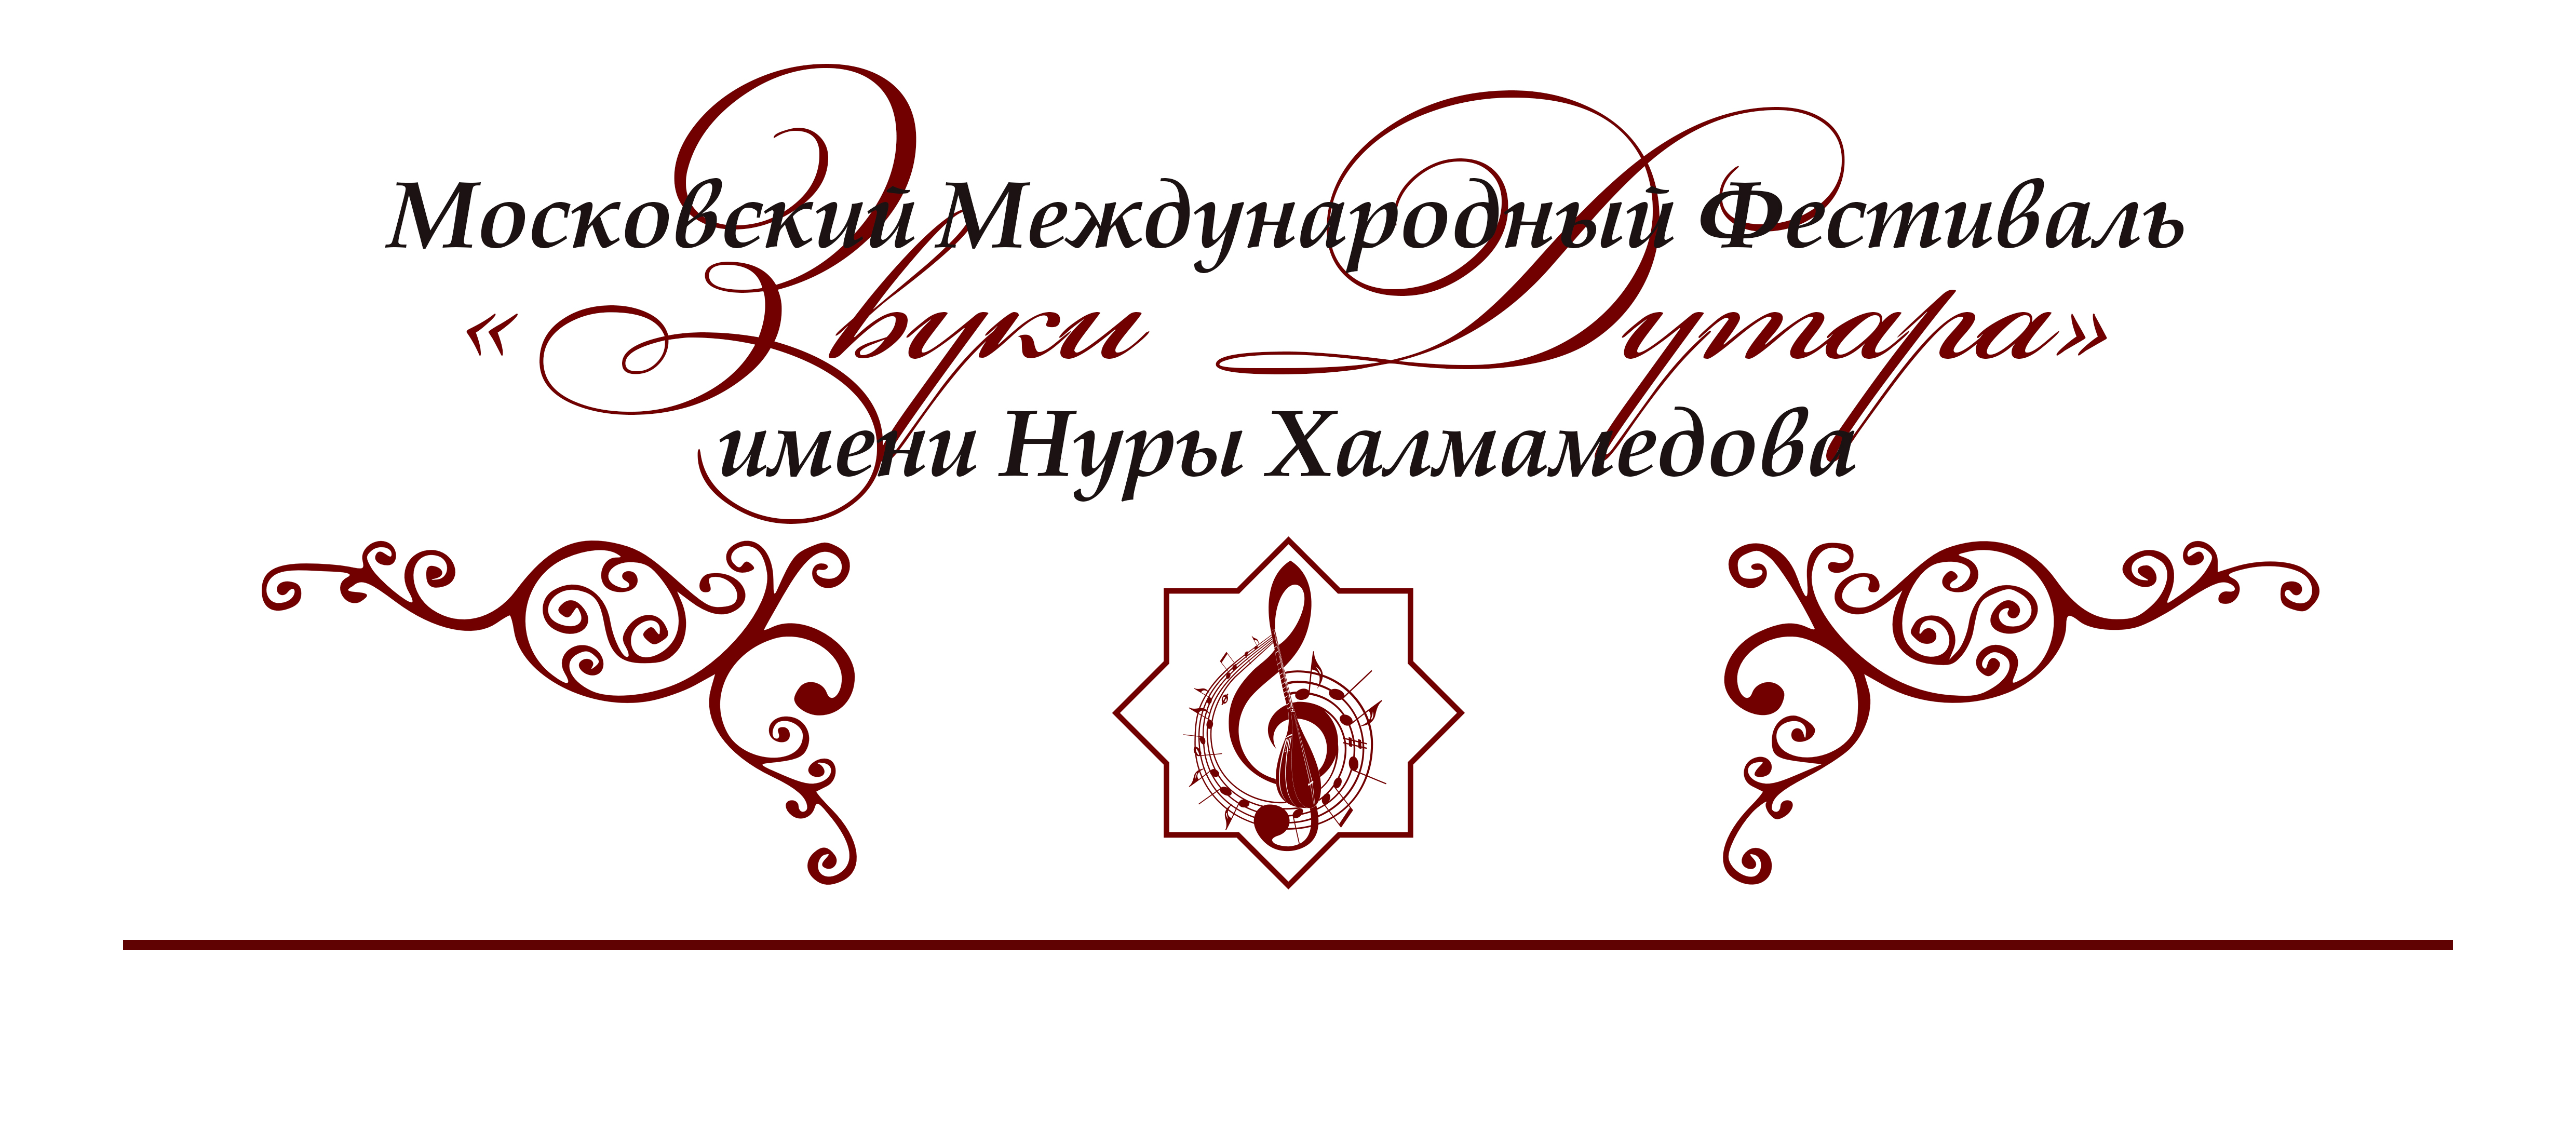 Московский Международный Фестиваль
«Звуки Дутара»
имени Нуры Халмамедова